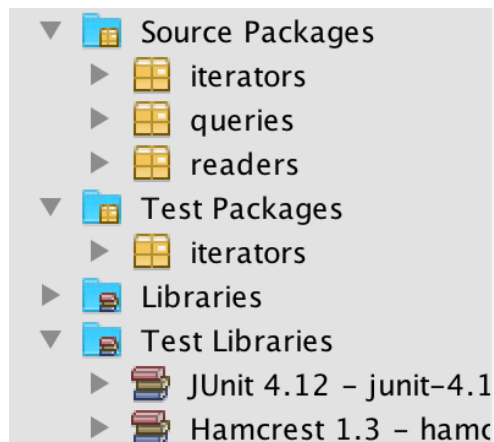 Source Packages
iterators
queries
readers
Test Packages
iterators
Libraries
Test Libraries
JUnit 4.12 – junit-4.1
Hamcrest 1.3 – hamc